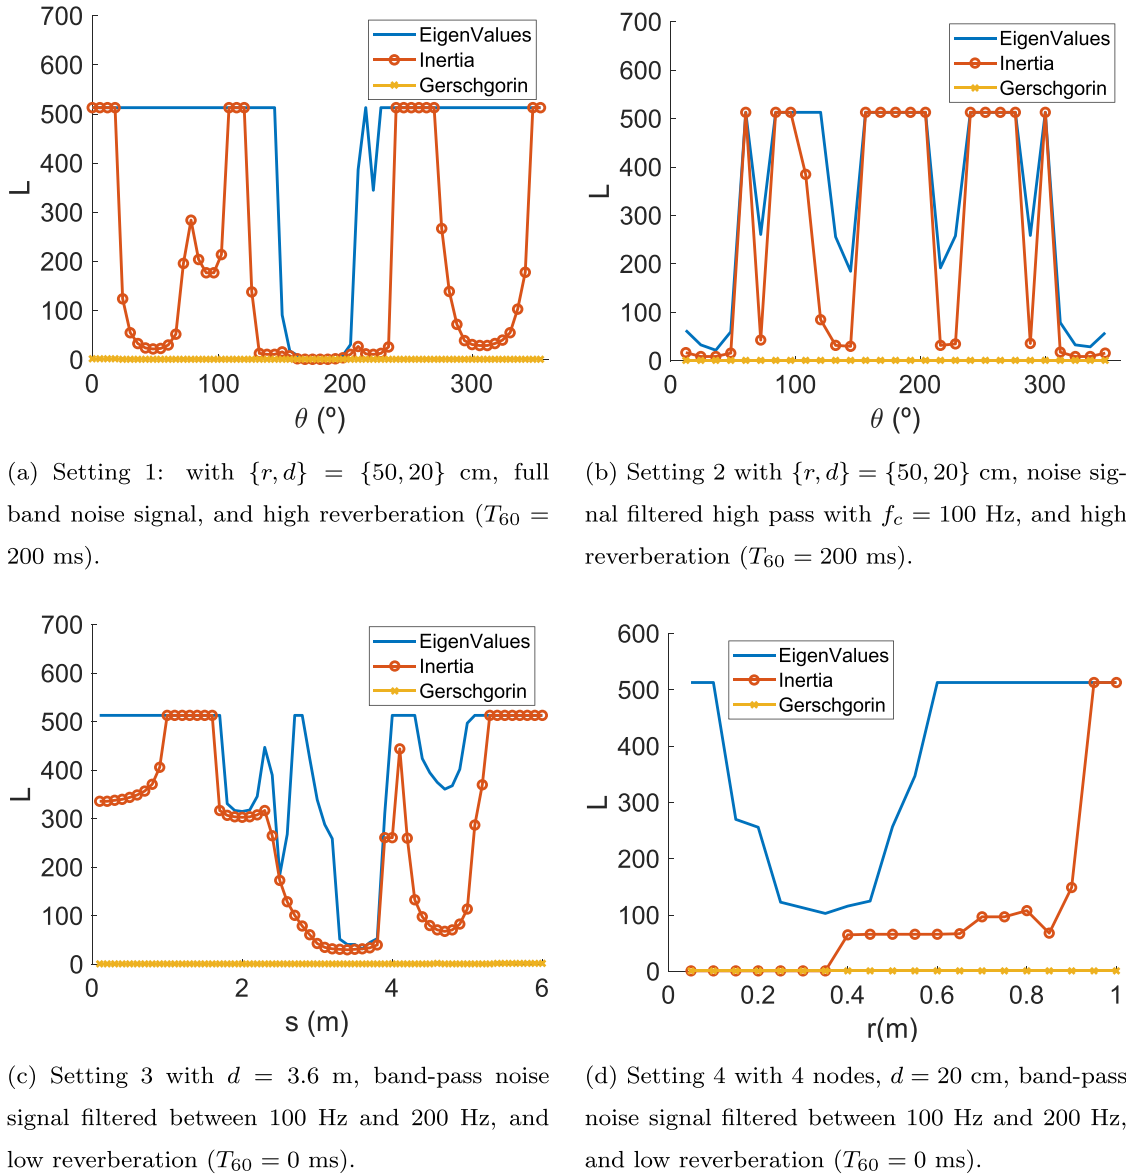 700
600
500
400
300
200
100
0
L
0
100
200
300
θ (º)
EigenValues
Inertia
Gerschgorin
700
600
500
400
300
200
100
0
L
0
100
200
300
θ (º)
EigenValues
Inertia
Gerschgorin
(a) Setting 1: with {r, d} = {50, 20} cm, full
band noise signal, and high reverberation (T60 =
200 ms).
(b) Setting 2 with {r, d} = {50, 20} cm, noise sig-
nal filtered high pass with fc = 100 Hz, and high
reverberation (T60 = 200 ms).
700
600
500
400
300
200
100
0
L
0
2
4
6
s (m)
EigenValues
Inertia
Gerschgorin
600
500
400
300
200
100
0
L
0
0.2
0.4
0.6
0.8
1
r(m)
EigenValues
Inertia
Gerschgorin
(c) Setting 3 with d = 3.6 m, band-pass noise
signal filtered between 100 Hz and 200 Hz, and
low reverberation (T60 = 0 ms).
(d) Setting 4 with 4 nodes, d = 20 cm, band-pass
noise signal filtered between 100 Hz and 200 Hz,
and low reverberation (T60 = 0 ms).